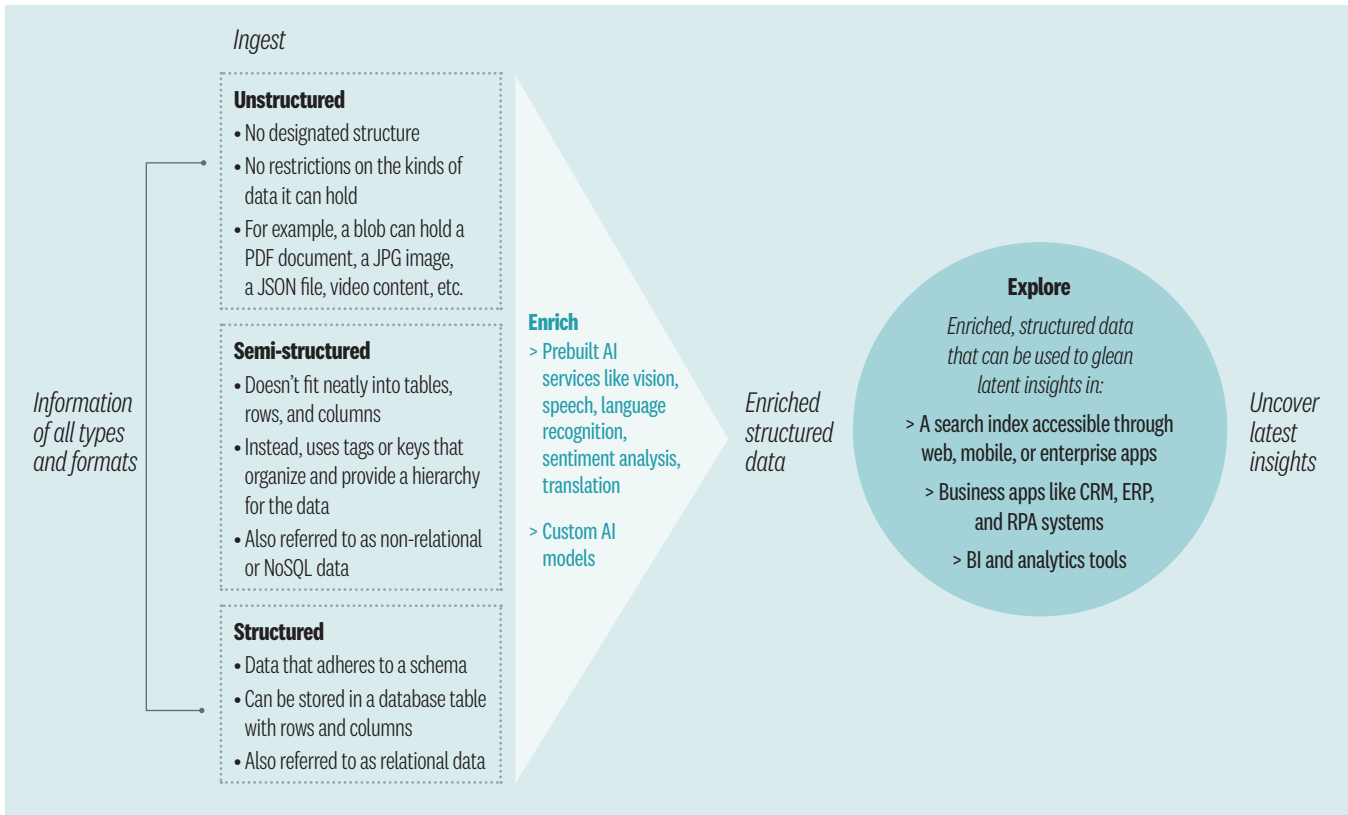 Ingest
Information
of all types
and formats
Unstructured
• No designated structure
• No restrictions on the kinds of
data it can hold
• For example, a blob can hold a
PDF document, a JPG image,
a JSON file, video content, etc.
Semi-structured
• Doesn’t fit neatly into tables,
rows, and columns
• Instead, uses tags or keys that
organize and provide a hierarchy
for the data
• Also referred to as non-relational
or NoSQL data
Structured
• Data that adheres to a schema
• Can be stored in a database table
with rows and columns
• Also referred to as relational data
Enrich
> Prebuilt AI
services like vision,
speech, language
recognition,
sentiment analysis,
translation
> Custom AI
models
Enriched
structured
data
Explore
Enriched, structured data
that can be used to glean
latent insights in:
> A search index accessible through
web, mobile, or enterprise apps
> Business apps like CRM, ERP,
and RPA systems
> BI and analytics tools
Uncover
latest
insights